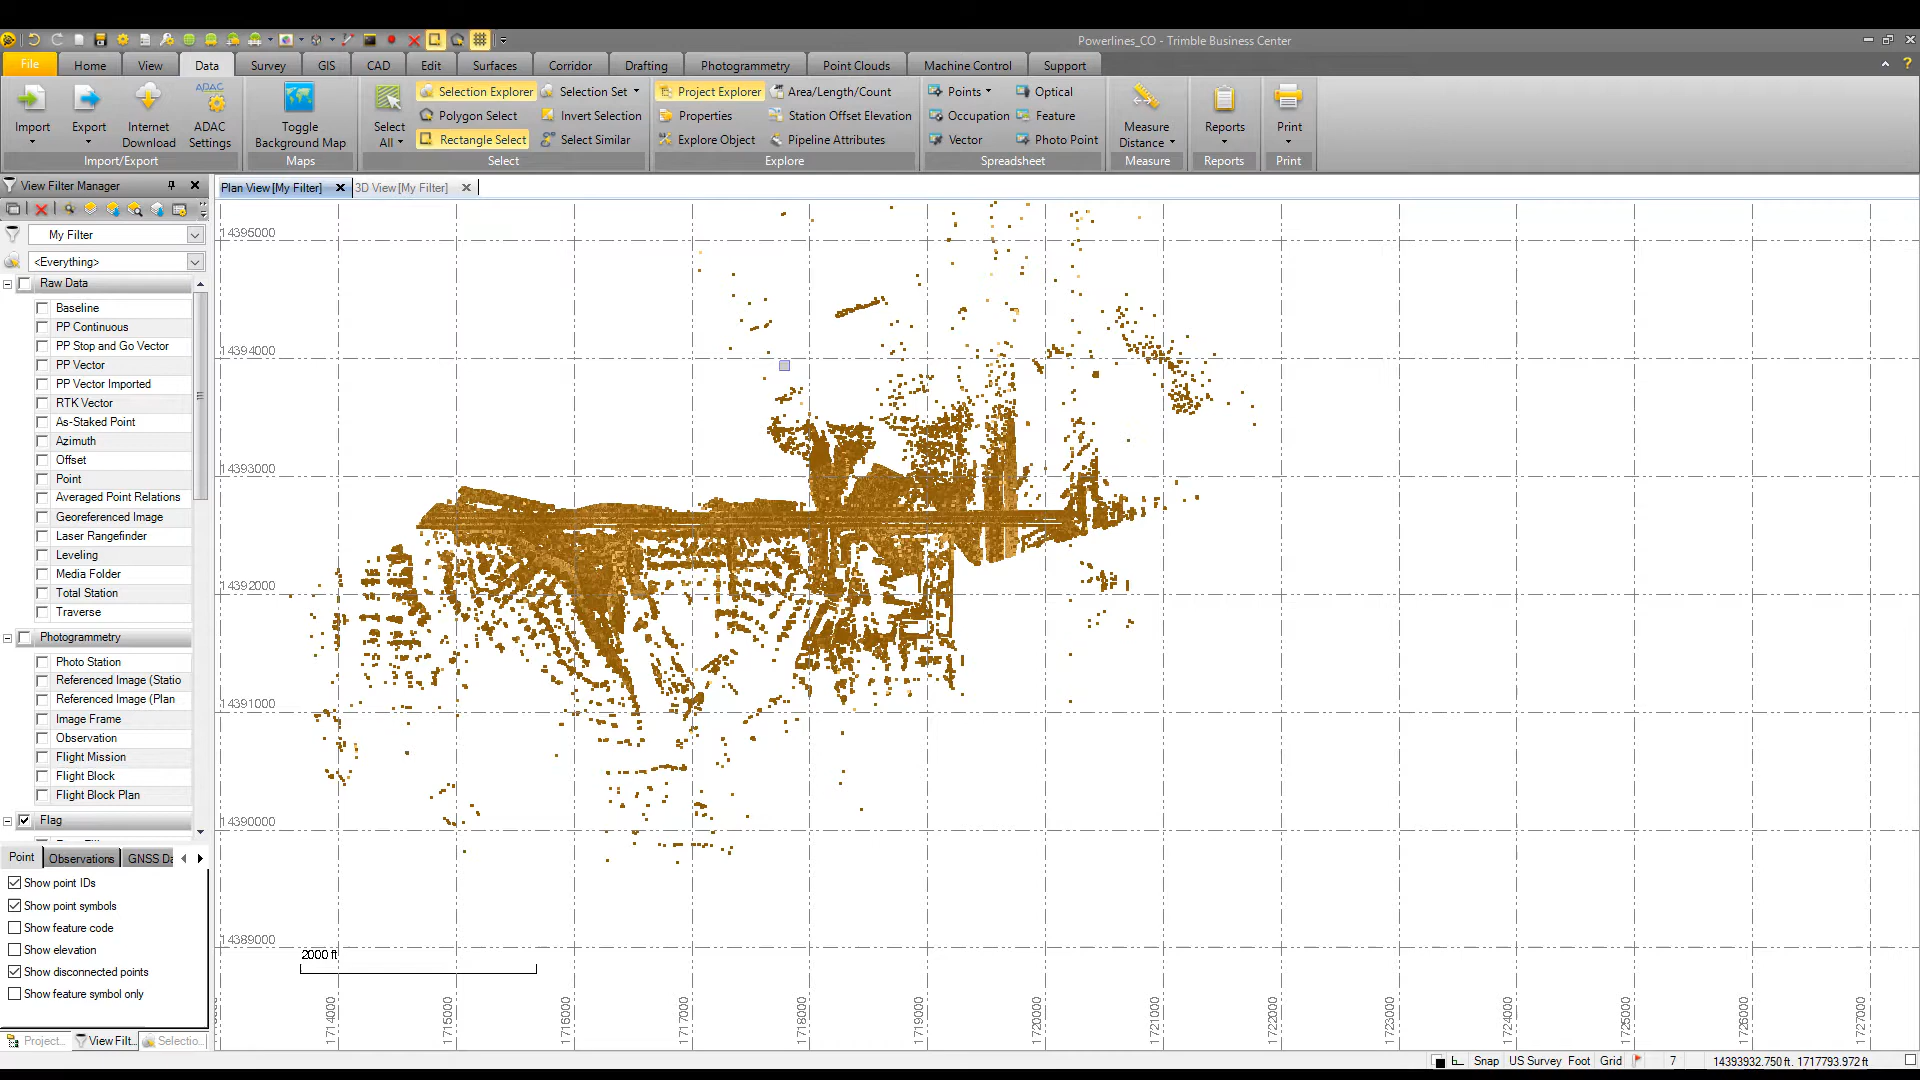 Powerlines_CO - Trimble Business Center
File Home View Data Survey GIS CAD Edit Surfaces Corridor Drafting Photogrammetry Point Clouds Machine Control Support
Import
Export
Internet Download
ADAC
ADAC Settings
Import/Export
Toggle Background Map
Maps
Select All
Selection Explorer
Polygon Select
Rectangle Select
Selection Set
Invert Selection
Select Similar
Select
Project Explorer
Properties
Explore Object
Area/Length/Count
Station Offset Elevation
Pipeline Attributes
Explore
Points
Occupation
Vector
Optical
Feature
Photo Point
Spreadsheet
Measure Distance
Measure
Reports
Reports
Print
Print
View Filter Manager
Plan View [My Filter]
3D View [My Filter]
My Filter
<Everything>
Raw Data
Baseline
PP Continuous
PP Stop and Go Vector
PP Vector
PP Vector Imported
RTK Vector
As-Staked Point
Azimuth
Offset
Point
Averaged Point Relations
Georeferenced Image
Laser Rangefinder
Leveling
Media Folder
Total Station
Traverse
Photogrammetry
Photo Station
Referenced Image (Statio
Referenced Image (Plan
Image Frame
Observation
Flight Mission
Flight Block
Flight Block Plan
Flag
Point Observations GNSS Da
Show point IDs
Show point symbols
Show feature code
Show elevation
Show disconnected points
Show feature symbol only
Project... View Filt... Selectio...
14395000
14394000
14393000
14392000
14391000
14390000
14389000
2000 ft
1714000
1715000
1716000
1717000
1718000
1719000
1720000
1721000
1722000
1723000
1724000
1725000
1726000
1727000
Snap US Survey Foot Grid 7 14393932.750 ft, 1717793.972 ft